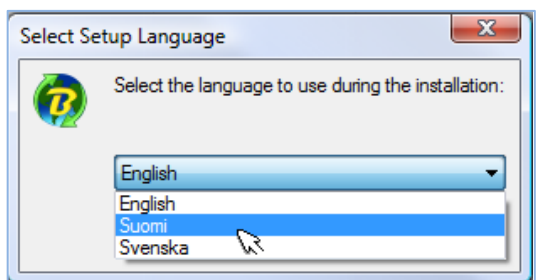 Select Setup Language
Select the language to use during the installation:
English
English
Suomi
Svenska